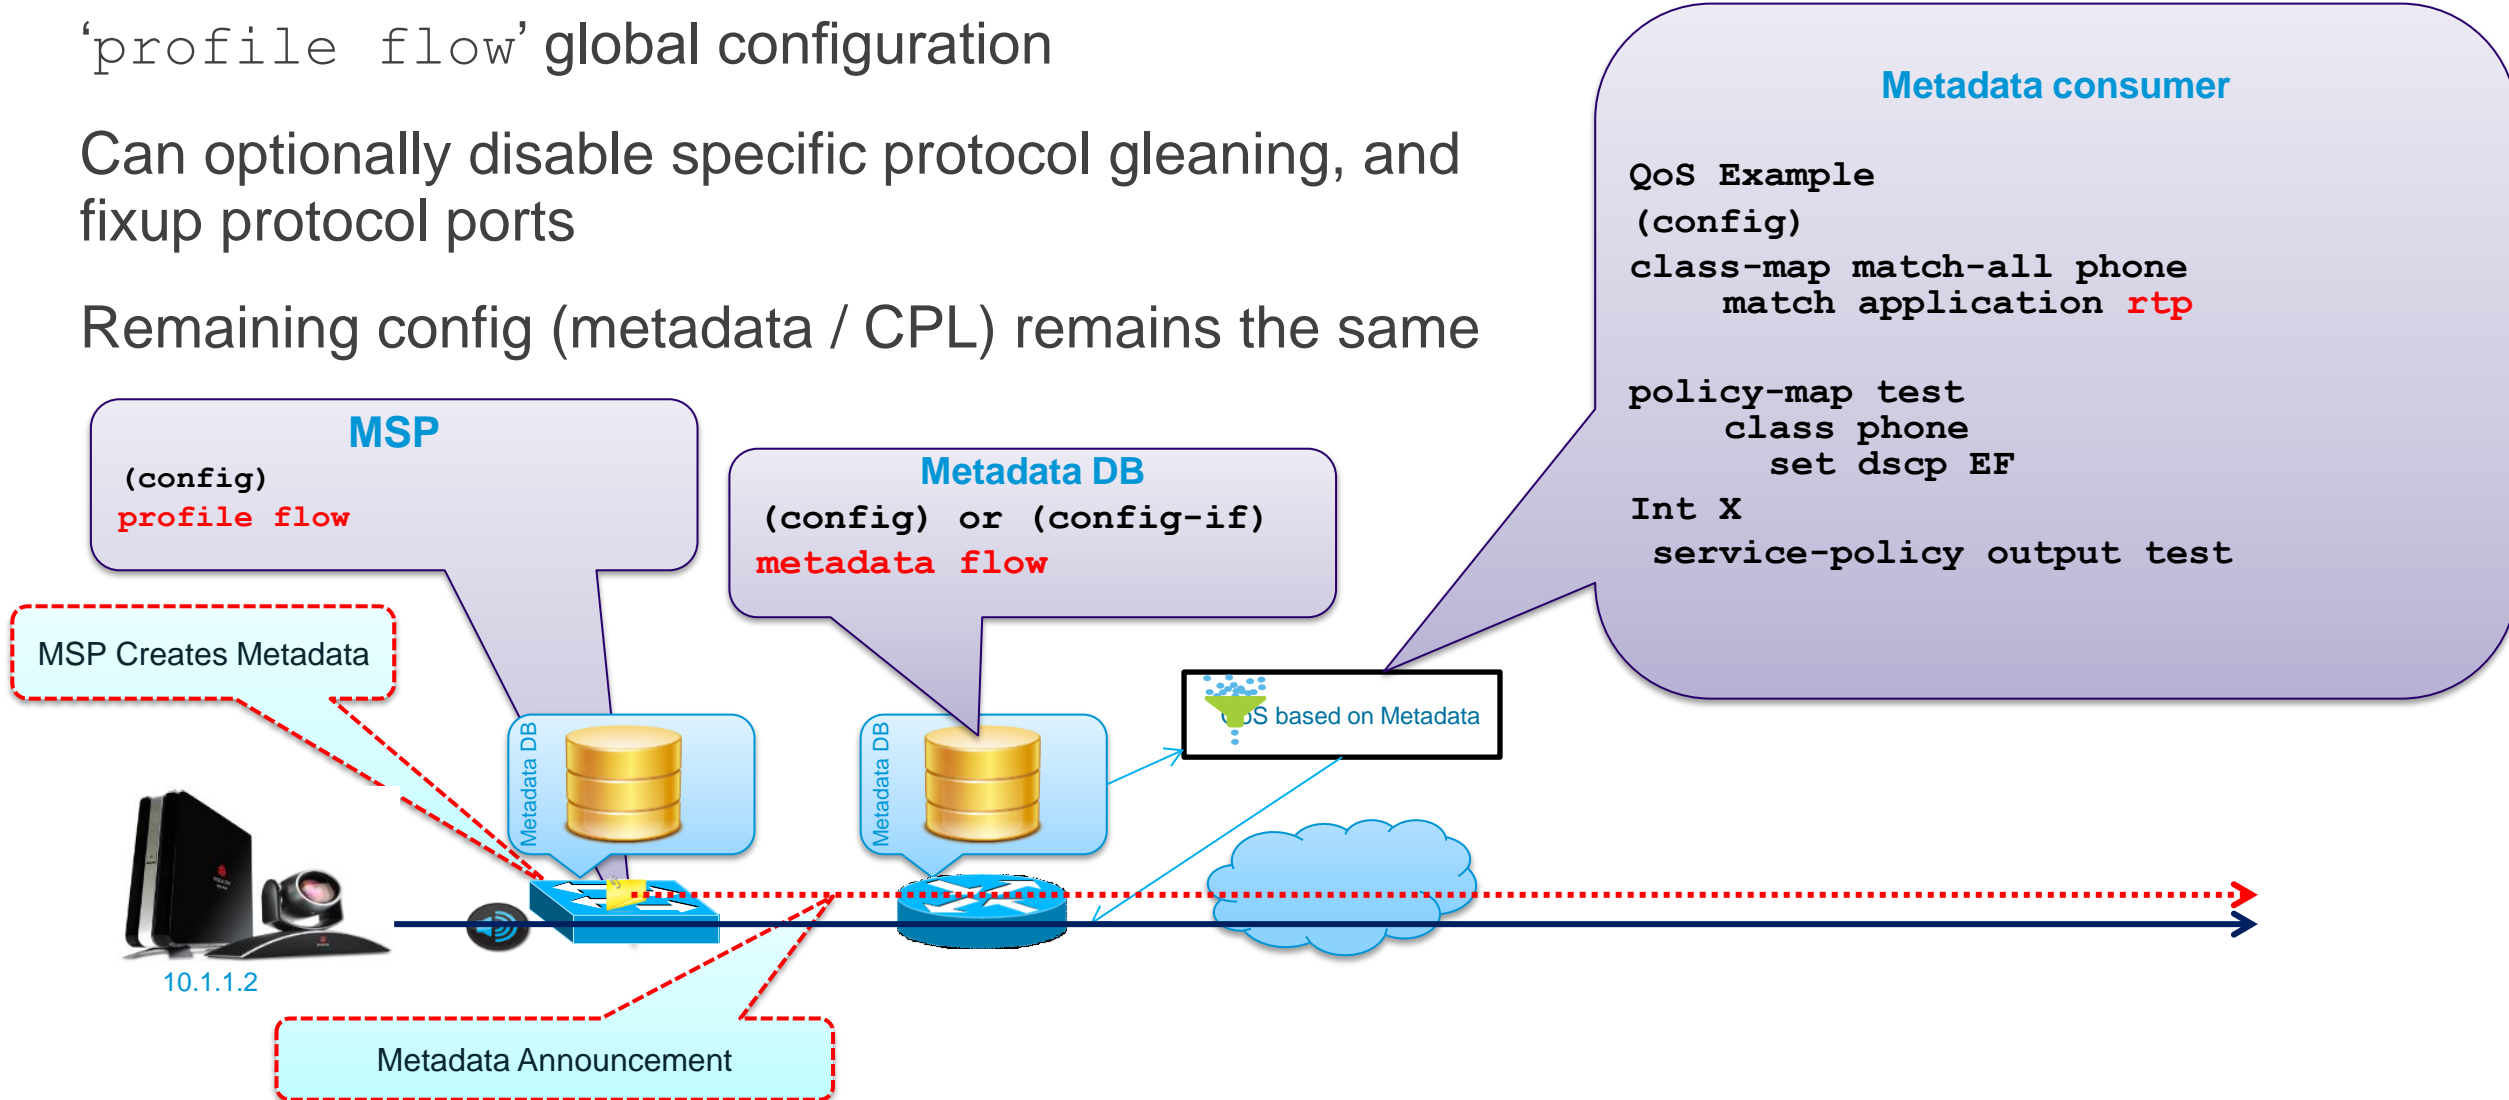 ‘profile flow’ global configuration
Can optionally disable specific protocol gleaning, and
fixup protocol ports
Remaining config (metadata / CPL) remains the same
Metadata consumer
QoS Example
(config)
class-map match-all phone
match application rtp
policy-map test
class phone
set dscp EF
Int X
service-policy output test
MSP
(config)
profile flow
Metadata DB
(config) or (config-if)
metadata flow
MSP Creates Metadata
Metadata DB
Metadata DB
QoS based on Metadata
10.1.1.2
Metadata Announcement